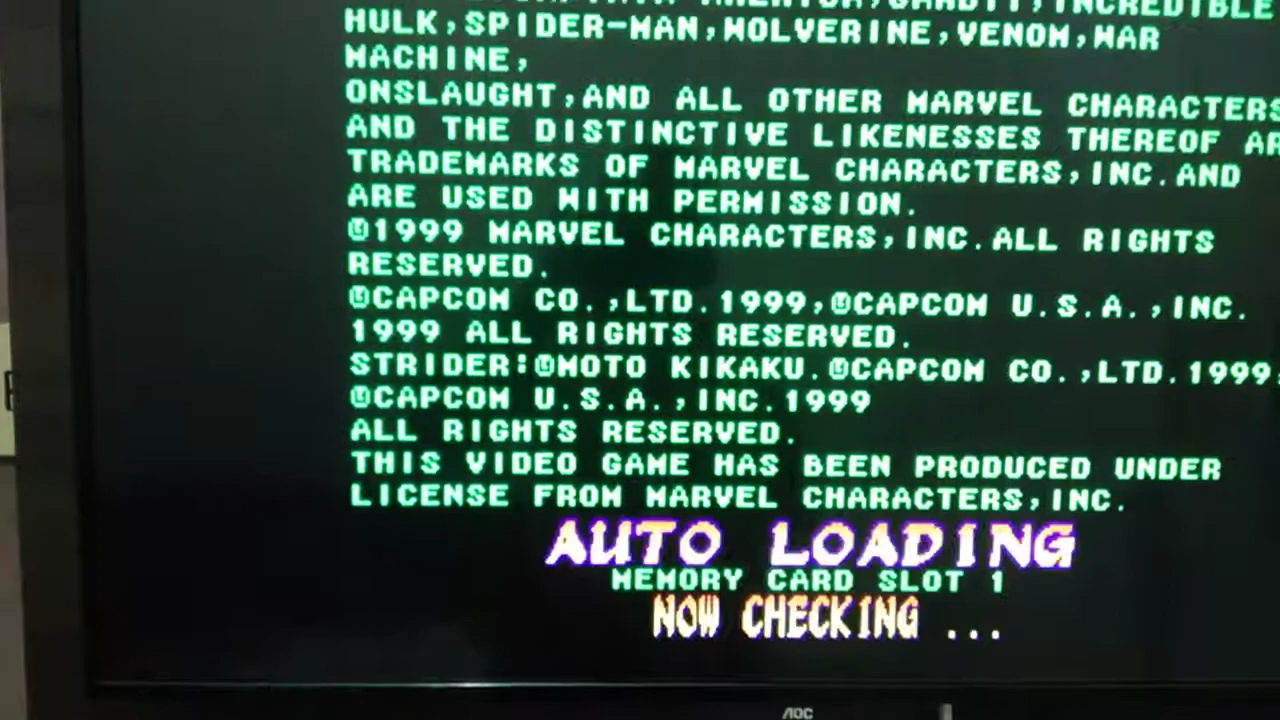 AMERICA,GAMBIT,INCREDIBLE
HULK,SPIDER-MAN,WOLVERINE,VENOM,WAR
MACHINE,
ONSLAUGHT,AND ALL OTHER MARVEL CHARACTERS
AND THE DISTINCTIVE LIKENESSES THEREOF AR
TRADEMARKS OF MARVEL CHARACTERS,INC.AND
ARE USED WITH PERMISSION.
©1999 MARVEL CHARACTERS,INC.ALL RIGHTS
RESERVED.
©CAPCOM CO.,LTD.1999,©CAPCOM U.S.A.,INC.
1999 ALL RIGHTS RESERVED.
STRIDER:©MOTO KIKAKU.©CAPCOM CO.,LTD.1999,
©CAPCOM U.S.A.,INC.1999
ALL RIGHTS RESERVED.
THIS VIDEO GAME HAS BEEN PRODUCED UNDER
LICENSE FROM MARVEL CHARACTERS,INC.
AUTO LOADING
MEMORY CARD SLOT 1
NOW CHECKING ...
AOC